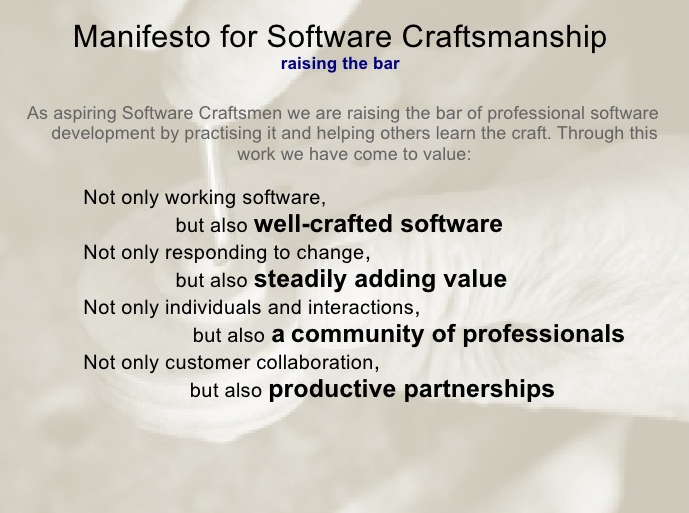 Manifesto for Software Craftsmanship
raising the bar
As aspiring Software Craftsmen we are raising the bar of professional software
development by practising it and helping others learn the craft. Through this
work we have come to value:
Not only working software,
but also well-crafted software
Not only responding to change,
but also steadily adding value
Not only individuals and interactions,
but also a community of professionals
Not only customer collaboration,
but also productive partnerships